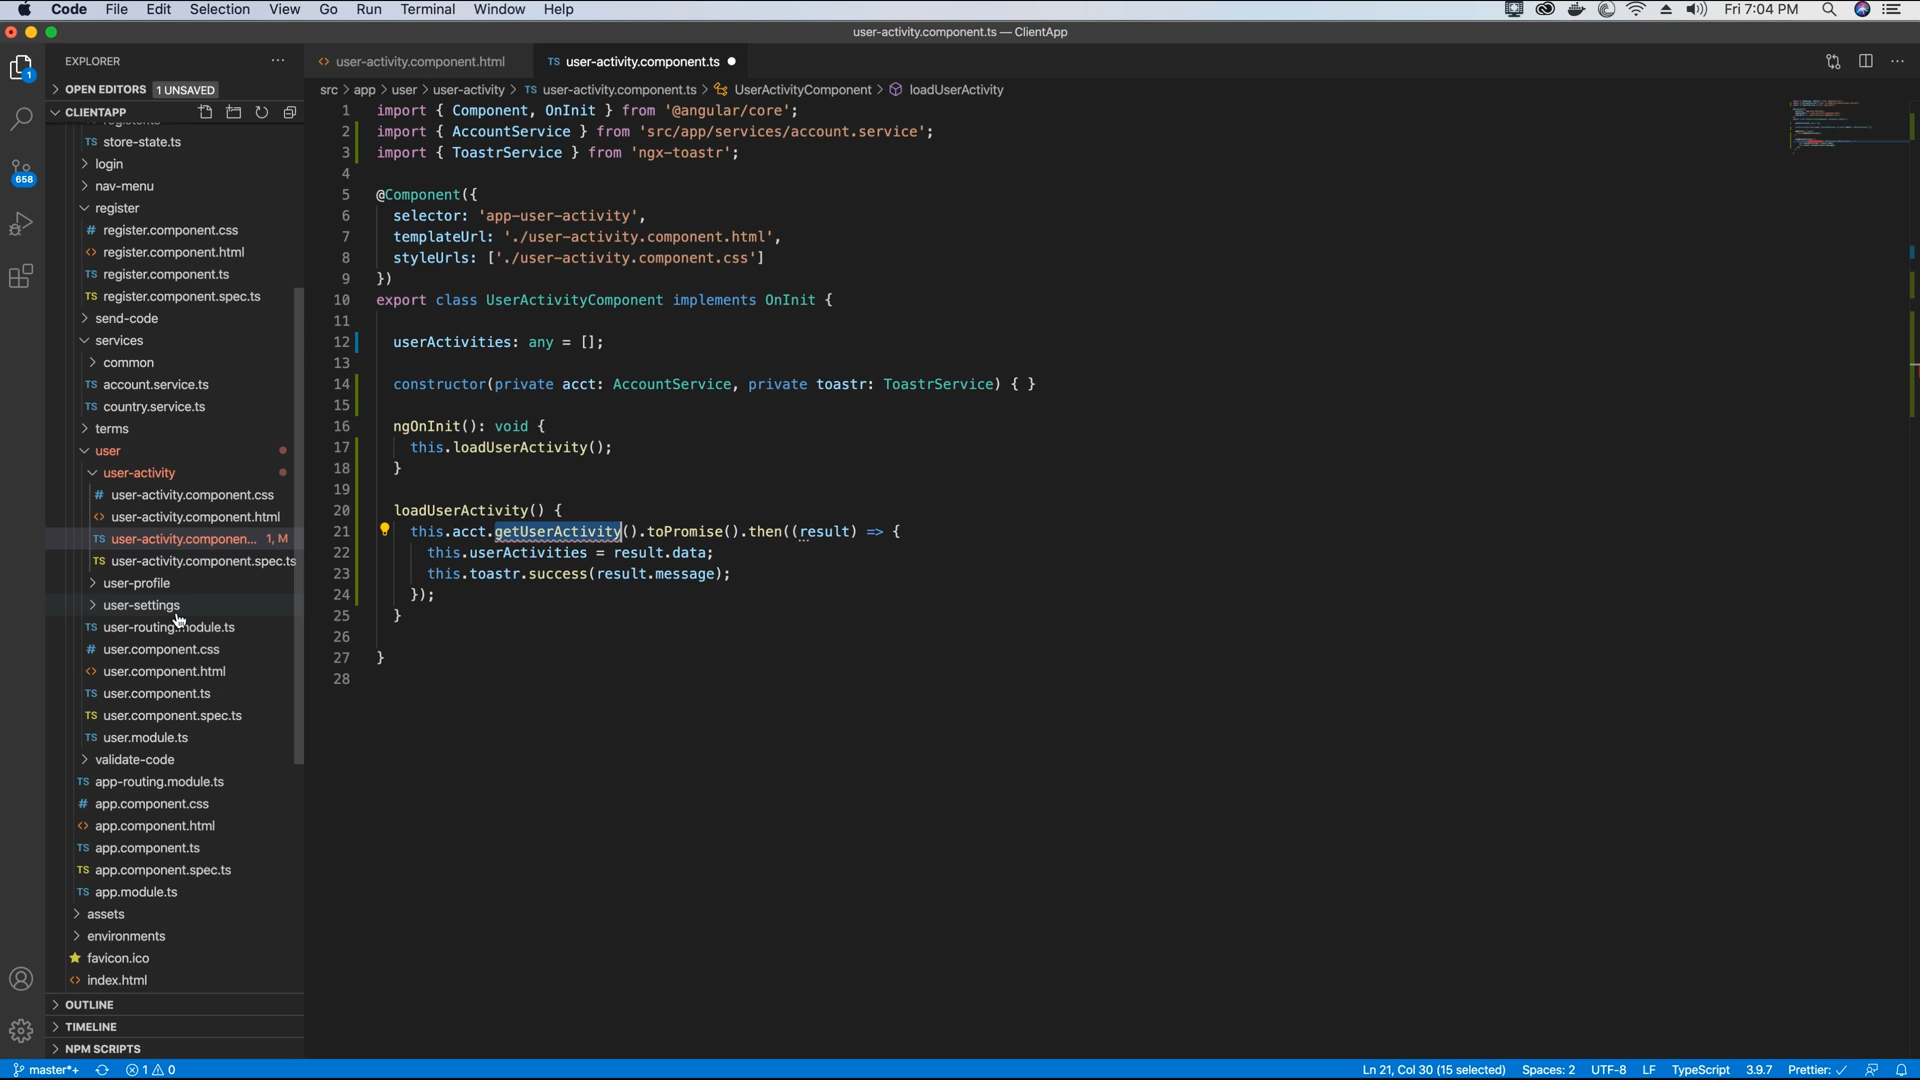 Code File Edit Selection View Go Run Terminal Window Help Fri 7:04 PM
user-activity.component.ts — ClientApp
EXPLORER
OPEN EDITORS 1 UNSAVED
CLIENTAPP
store-state.ts
login
nav-menu
register
register.component.css
register.component.html
register.component.ts
register.component.spec.ts
send-code
services
common
account.service.ts
country.service.ts
terms
user
user-activity
user-activity.component.css
user-activity.component.html
user-activity.componen... 1, M
user-activity.component.spec.ts
user-profile
user-settings
user-routing.module.ts
user.component.css
user.component.html
user.component.ts
user.component.spec.ts
user.module.ts
validate-code
app-routing.module.ts
app.component.css
app.component.html
app.component.ts
app.component.spec.ts
app.module.ts
assets
environments
favicon.ico
index.html
OUTLINE
TIMELINE
NPM SCRIPTS
1
658
user-activity.component.html TS user-activity.component.ts
src > app > user > user-activity > TS user-activity.component.ts > UserActivityComponent > loadUserActivity
1 import { Component, OnInit } from '@angular/core';
2 import { AccountService } from 'src/app/services/account.service';
3 import { ToastrService } from 'ngx-toastr';
4
5 @Component({
6 selector: 'app-user-activity',
7 templateUrl: './user-activity.component.html',
8 styleUrls: ['./user-activity.component.css']
9 })
10 export class UserActivityComponent implements OnInit {
11
12 userActivities: any = [];
13
14 constructor(private acct: AccountService, private toastr: ToastrService) { }
15
16 ngOnInit(): void {
17 this.loadUserActivity();
18 }
19
20 loadUserActivity() {
21 this.acct.getUserActivity().toPromise().then((result) => {
22 this.userActivities = result.data;
23 this.toastr.success(result.message);
24 });
25 }
26
27 }
28
master*+ 1 0 Ln 21, Col 30 (15 selected) Spaces: 2 UTF-8 LF TypeScript 3.9.7 Prettier: ✓